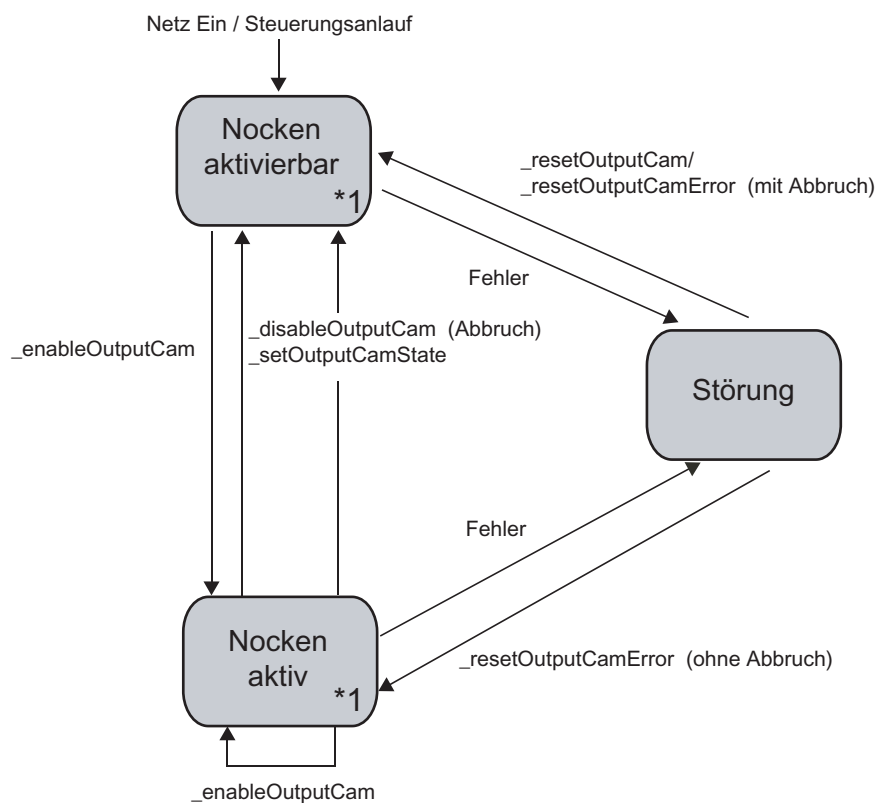 Netz Ein / Steuerungsanlauf
Nocken
aktivierbar
*1
_resetOutputCam/
_resetOutputCamError (mit Abbruch)
Fehler
_disableOutputCam (Abbruch)
_setOutputCamState
_enableOutputCam
Störung
Fehler
Nocken
aktiv
*1
_resetOutputCamError (ohne Abbruch)
_enableOutputCam